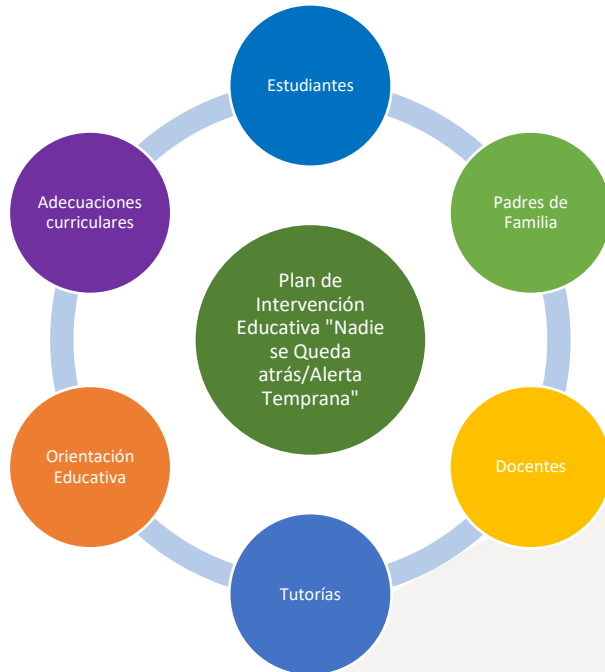 Estudiantes
Adecuaciones
curriculares
Padres de
Familia
Plan de
Intervención
Educativa "Nadie
se Queda
atrás/Alerta
Temprana"
Orientación
Educativa
Docentes
Tutorías